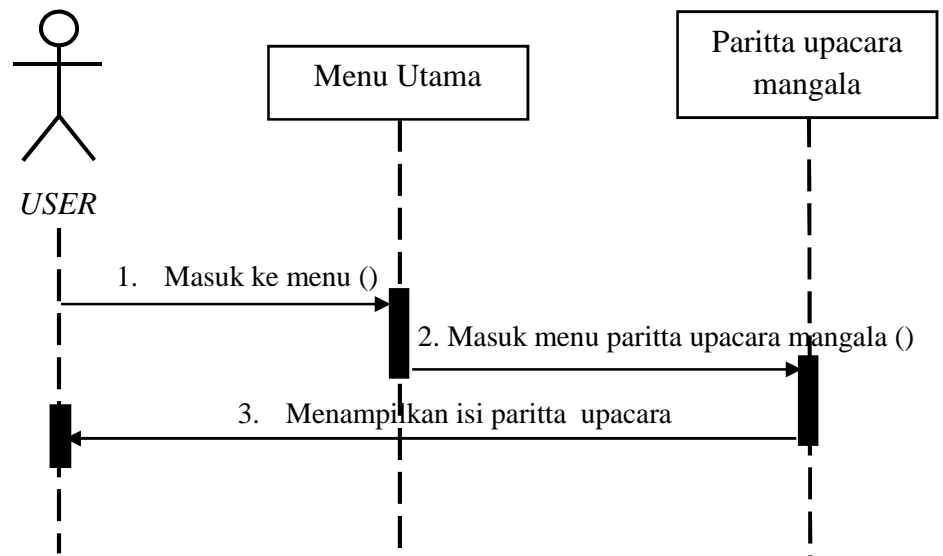 Menu Utama
Paritta upacara
mangala
USER
1. Masuk ke menu ()
2. Masuk menu paritta upacara mangala ()
3. Menampilkan isi paritta upacara